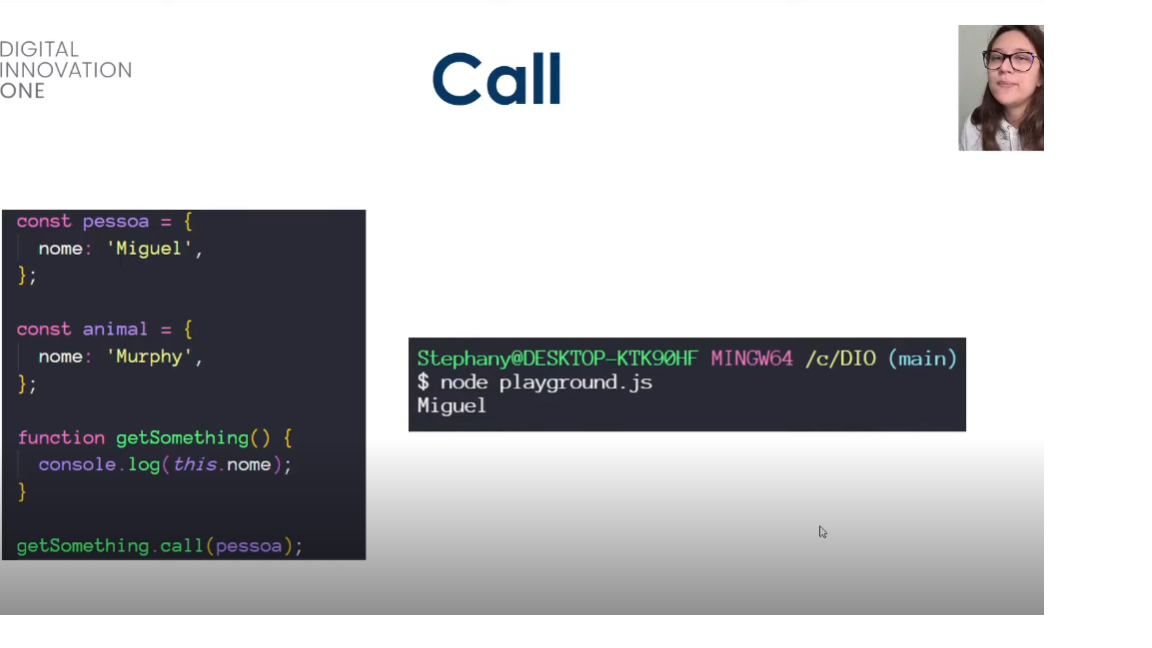 DIGITAL
INNOVATION
ONE
Call
const pessoa = {
nome: 'Miguel',
};
const animal = {
nome: 'Murphy',
};
function getSomething() {
console.log(this.nome);
}
getSomething.call(pessoa);
Stephany@DESKTOP-KTK90HF MINGW64 /c/DIO (main)
$ node playground.js
Miguel